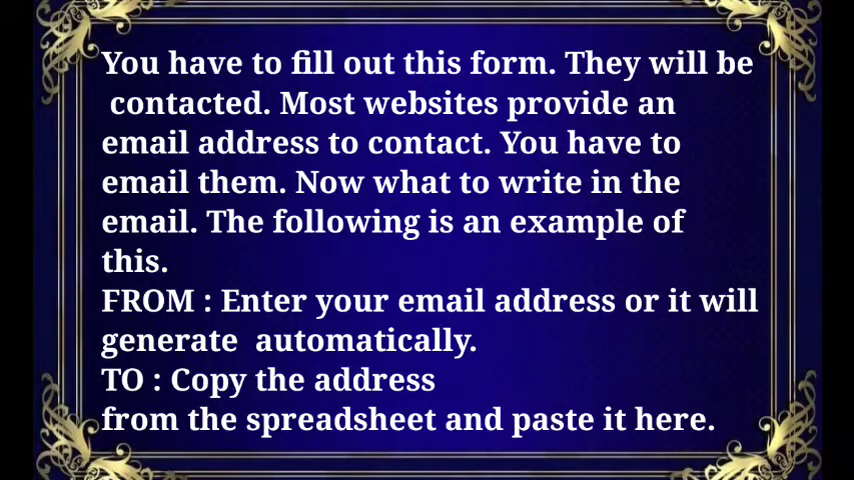 You have to fill out this form. They will be
contacted. Most websites provide an
email address to contact. You have to
email them. Now what to write in the
email. The following is an example of
this.
FROM : Enter your email address or it will
generate  automatically.
TO : Copy the address
from the spreadsheet and paste it here.